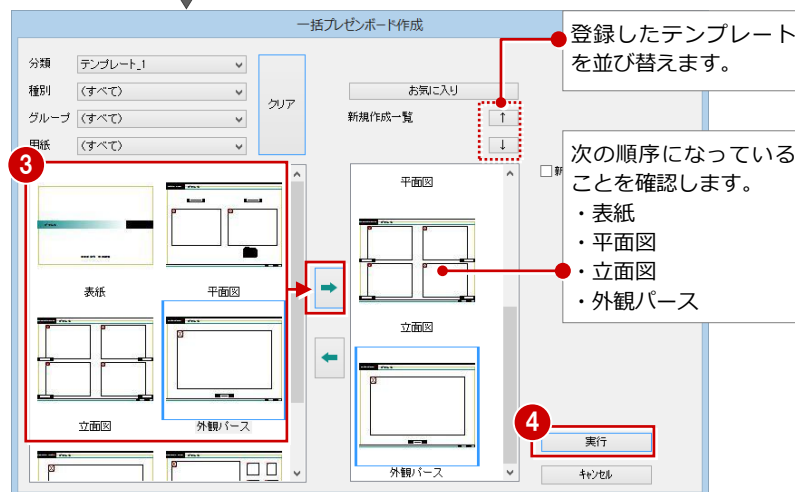 一括プレゼンボード作成
登録したテンプレート
を並び替えます。
分類
テンプレート_1
種別
(すべて)
グループ
(すべて)
用紙
(すべて)
クリア
お気に入り
新規作成一覧
↑
↓
3
表紙
平面図
立面図
外観パース
平面図
立面図
外観パース
次の順序になっている
ことを確認します。
・表紙
・平面図
・立面図
・外観パース
4
実行
キャンセル